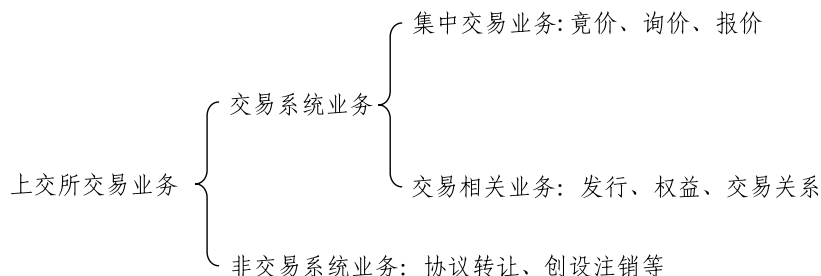 集中交易业务: 竟价、询价、报价
交易系统业务
上交所交易业务
交易相关业务: 发行、权益、交易关系
非交易系统业务: 协议转让、创设注销等